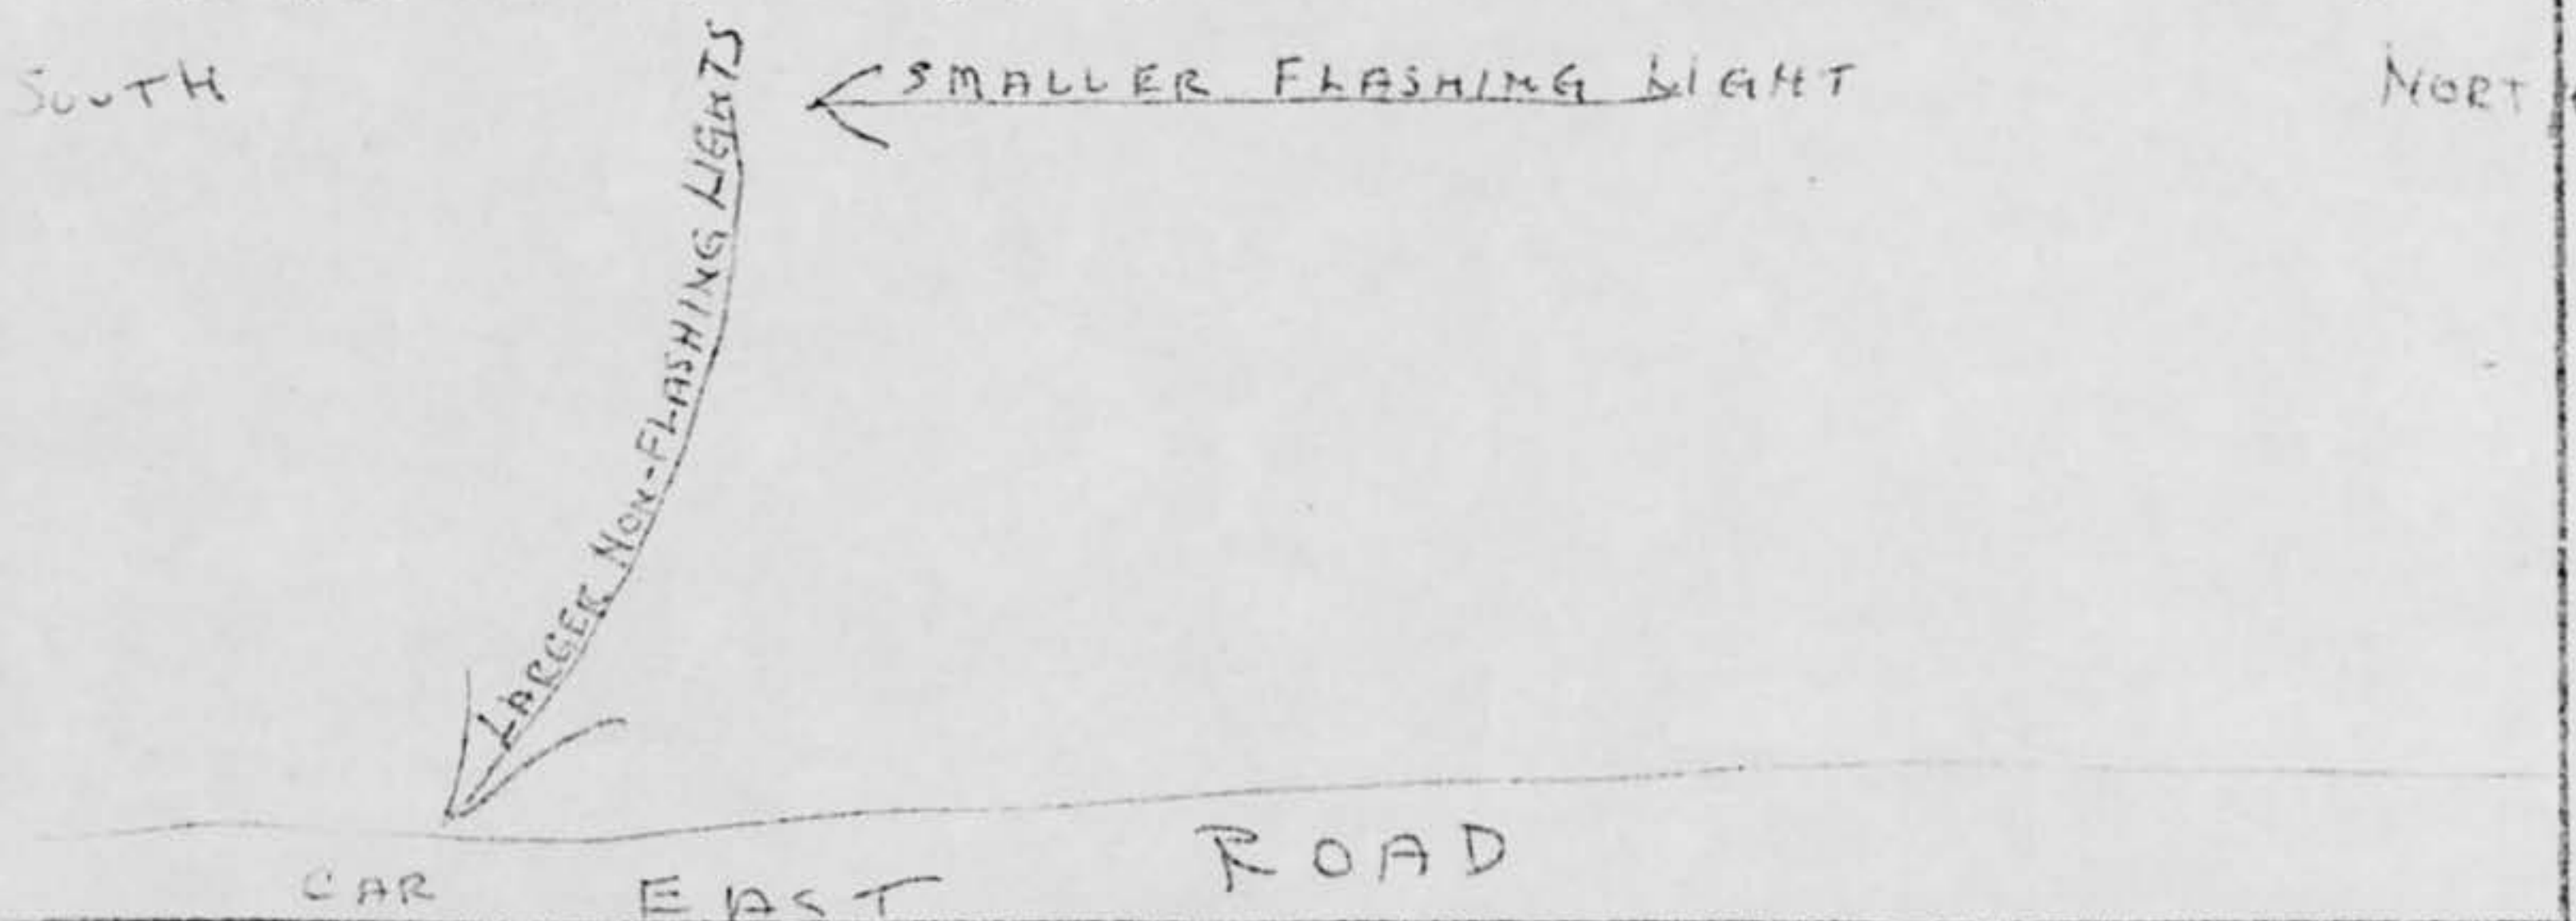 SOUTH
SMALLER FLASHING LIGHT
NORT
LARGER NON-FLASHING LIGHTS
ROAD
CAR
EAST